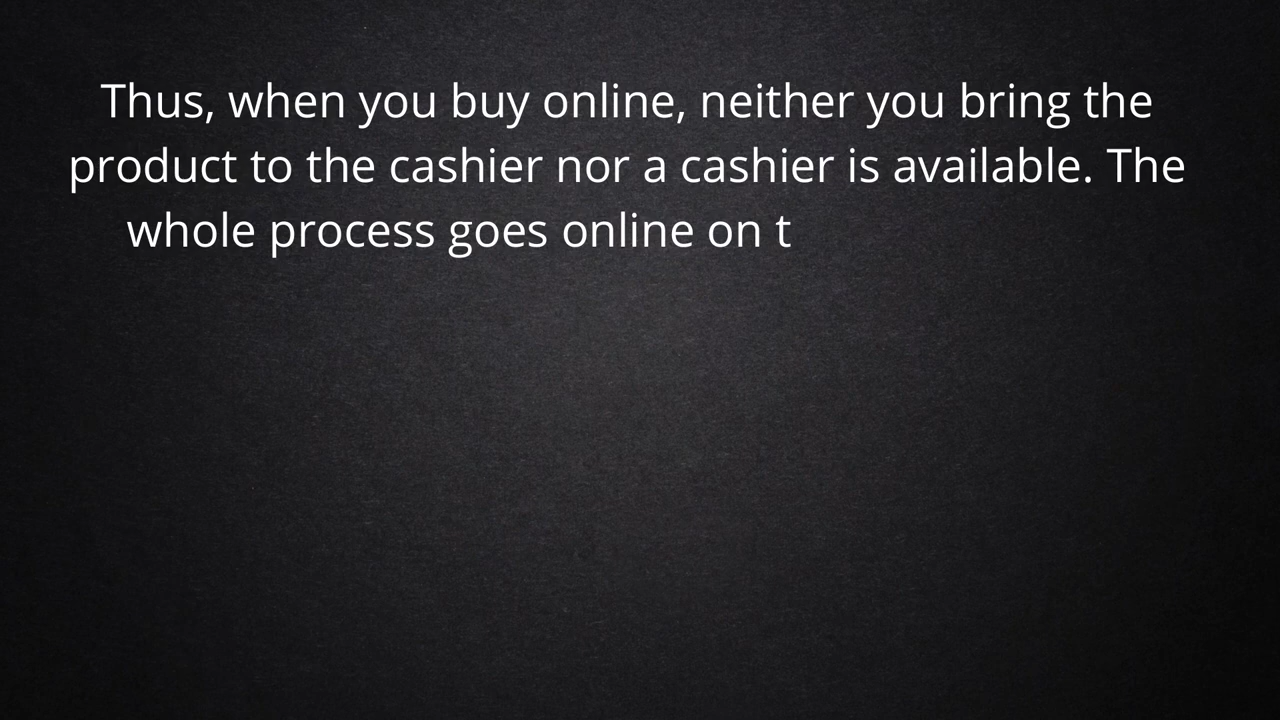 Thus, when you buy online, neither you bring the
product to the cashier nor a cashier is available. The
whole process goes online on t